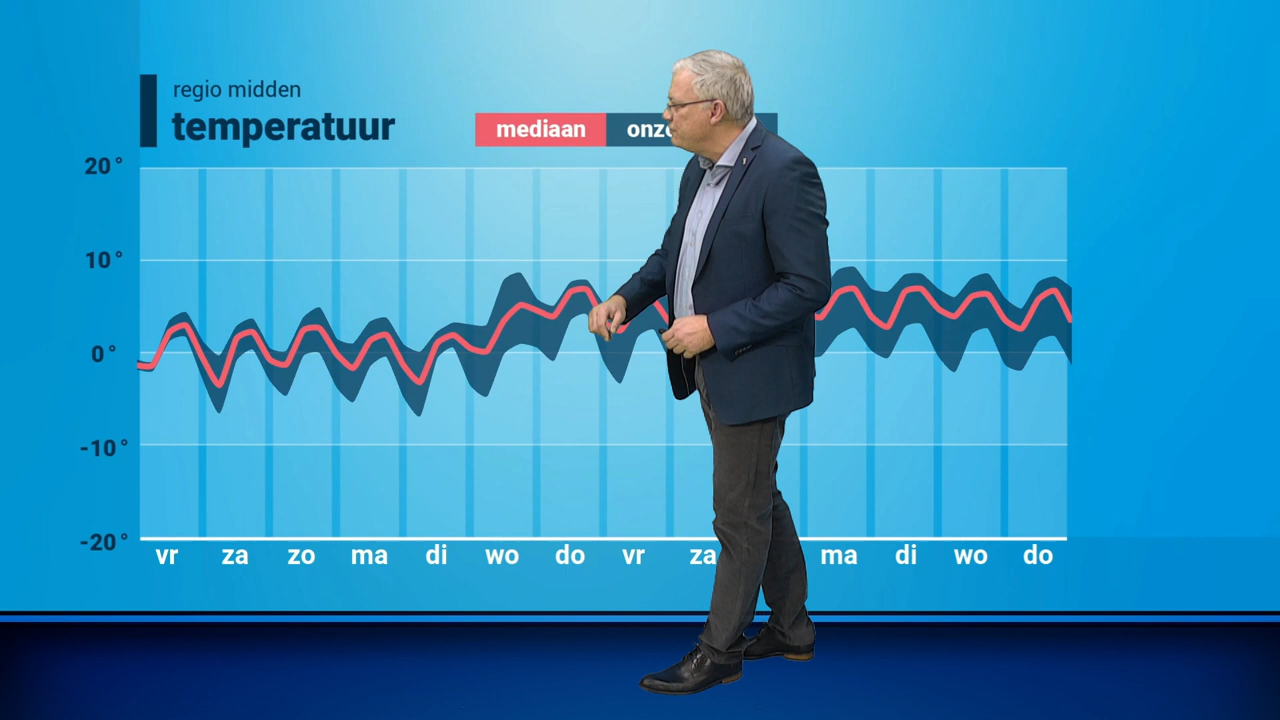 regio midden
temperatuur
mediaan
20°
10°
0°
-10°
-20°
vr za zo ma di wo do vr za ma di wo do